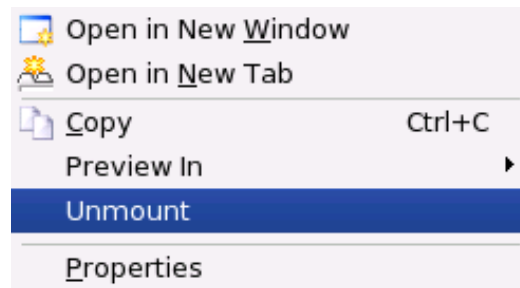 Open in New Window
Open in New Tab
Copy Ctrl+C
Preview In
Unmount
Properties